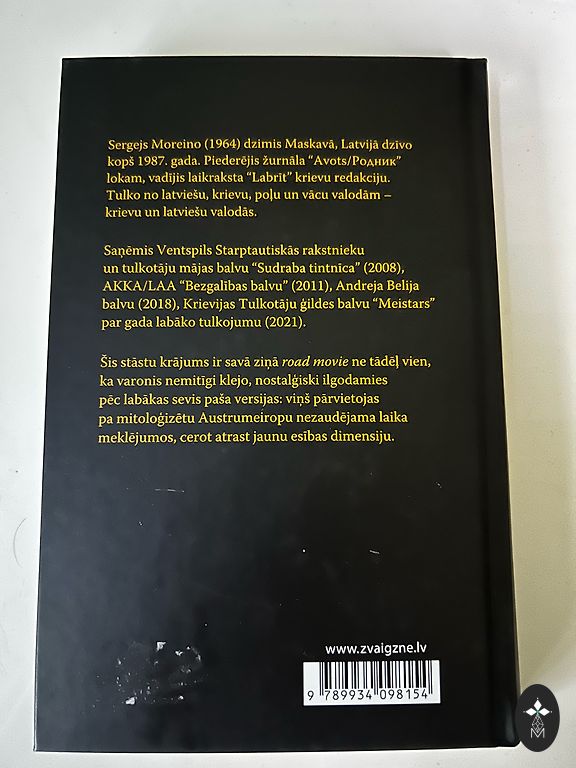 Sergejs Moreino (1964) dzimis Maskavā, Latvijā dzīvo
kopš 1987. gada. Piederējis žurnāla “Avots/Родник”
lokam, vadījis laikraksta “Labrīt” krievu redakciju.
Tulko no latviešu, krievu, poļu un vācu valodām –
krievu un latviešu valodās.
Saņēmis Ventspils Starptautiskās rakstnieku
un tulkotāju mājas balvu “Sudraba tintnīca” (2008),
AKKA/LAA “Bezgalības balvu” (2011), Andreja Belija
balvu (2018), Krievijas Tulkotāju ģildes balvu “Meistars”
par gada labāko tulkojumu (2021).
Šis stāstu krājums ir savā ziņā road movie ne tādēļ vien,
ka varonis nemitīgi klejo, nostalģiski ilgodamies
pēc labākas sevis paša versijas: viņš pārvietojas
pa mitoloģizētu Austrumeiropu nezaudējama laika
meklējumos, cerot atrast jaunu esības dimensiju.
www.zvaigzne.lv
9 789934 098154